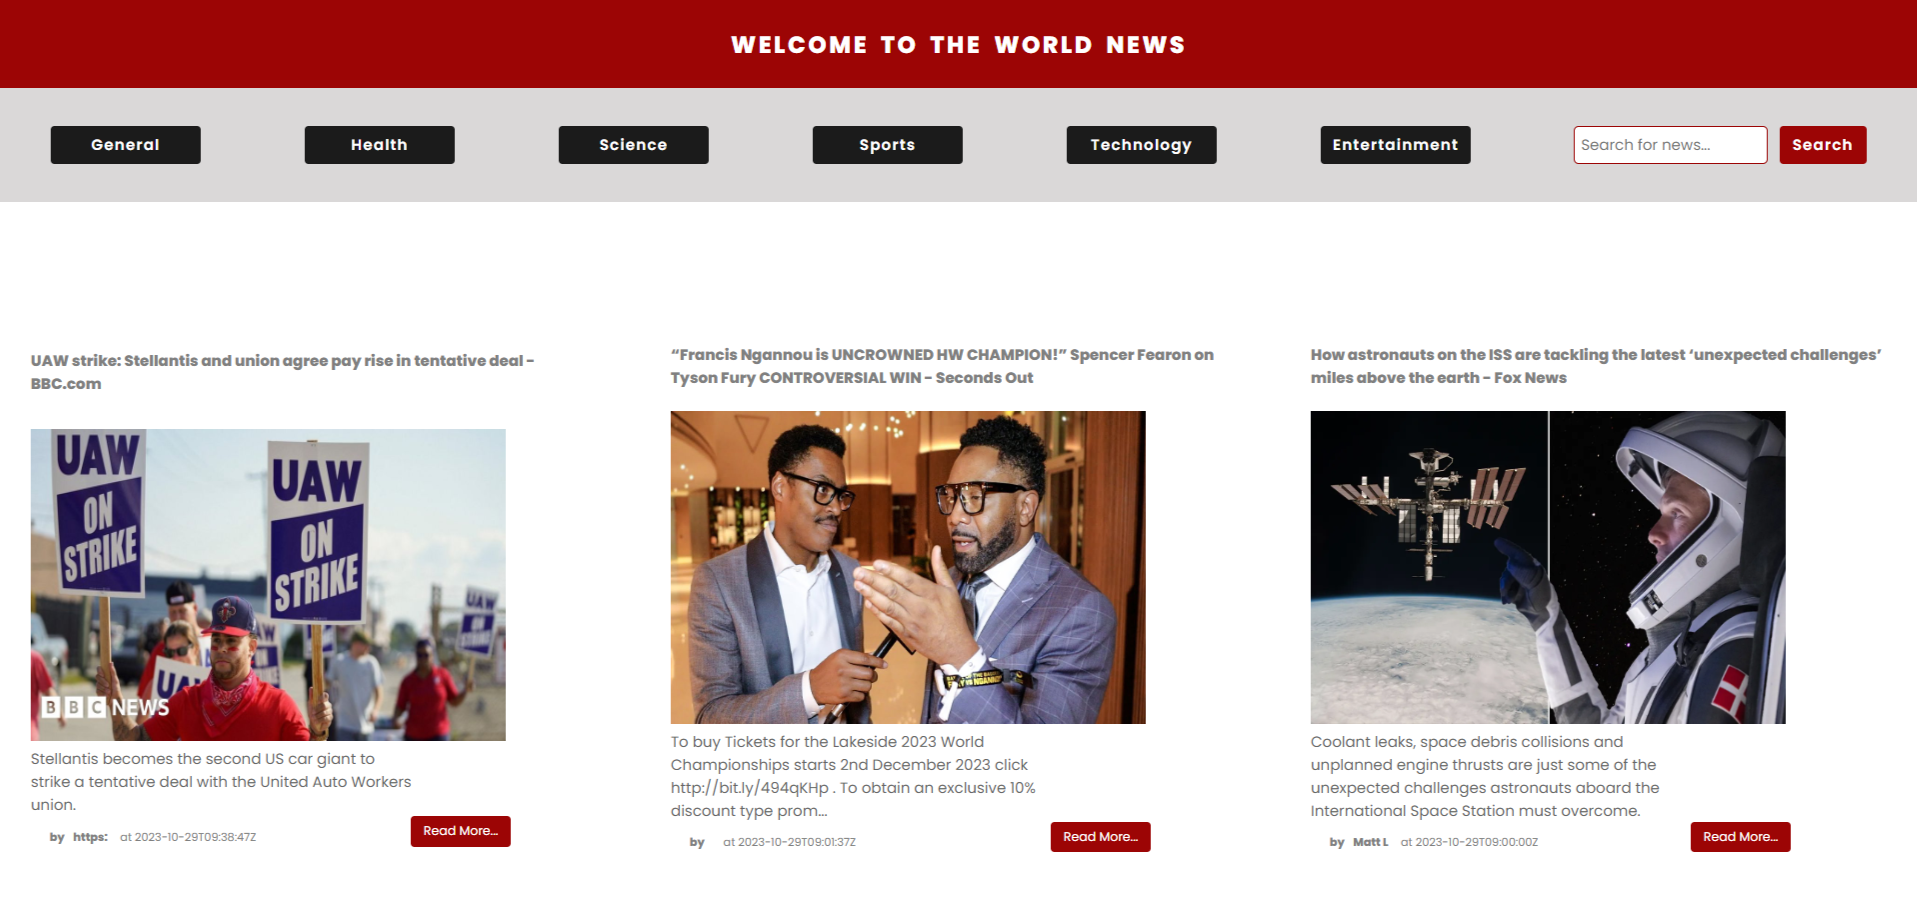 WELCOME TO THE WORLD NEWS
General
Health
Science
Sports
Technology
Entertainment
Search for news...
Search
UAW strike: Stellantis and union agree pay rise in tentative deal -
BBC.com
UAW
ON
STRIKE
UAW
ON
STRIKE
UAW
BBC NEWS
Stellantis becomes the second US car giant to
strike a tentative deal with the United Auto Workers
union.
by https: at 2023-10-29T09:38:47Z
Read More...
“Francis Ngannou is UNCROWNED HW CHAMPION!” Spencer Fearon on
Tyson Fury CONTROVERSIAL WIN - Seconds Out
To buy Tickets for the Lakeside 2023 World
Championships starts 2nd December 2023 click
http://bit.ly/494qKHp . To obtain an exclusive 10%
discount type prom...
by at 2023-10-29T09:01:37Z
Read More...
How astronauts on the ISS are tackling the latest ‘unexpected challenges’
miles above the earth - Fox News
Coolant leaks, space debris collisions and
unplanned engine thrusts are just some of the
unexpected challenges astronauts aboard the
International Space Station must overcome.
by Matt L at 2023-10-29T09:00:00Z
Read More...